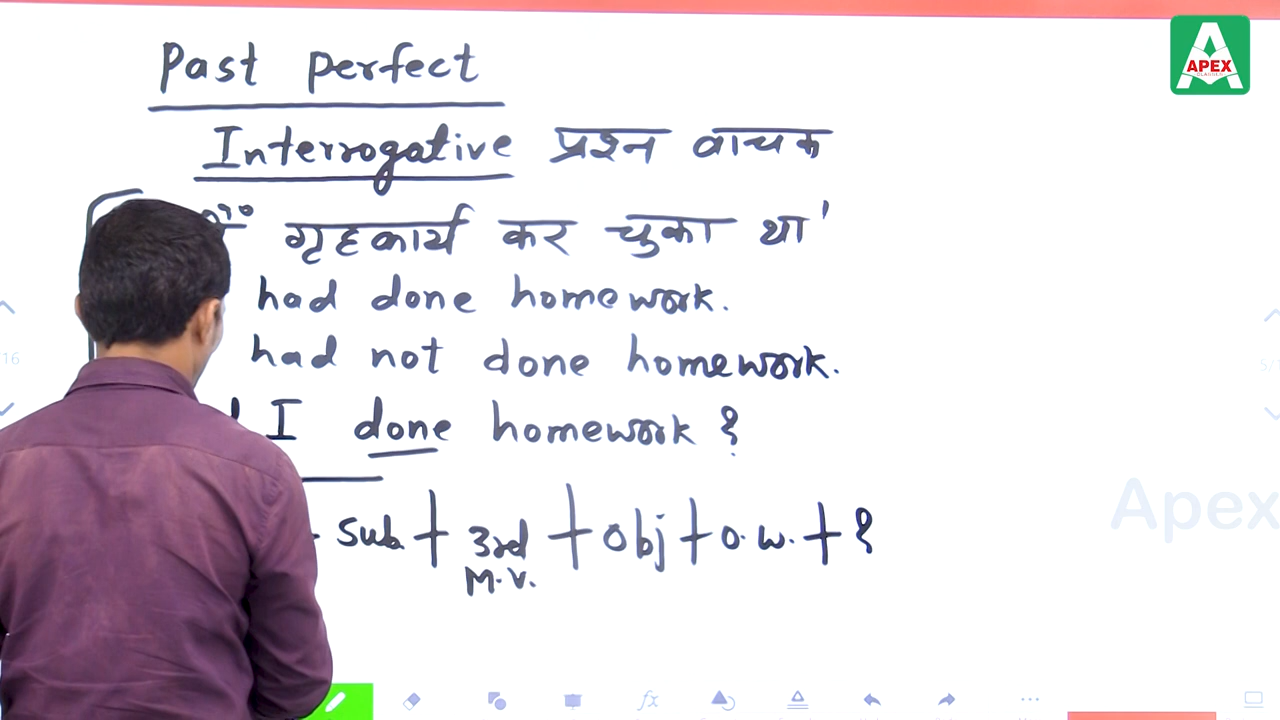 Past perfect
APEX
CLASSES
Interrogative प्रश्न वाचक
गृहकार्य कर चुका था'
had done homework.
had not done homework.
I done homework ?
Sub. + 3rd + Obj + O.W. + ?
M.V.
Apex